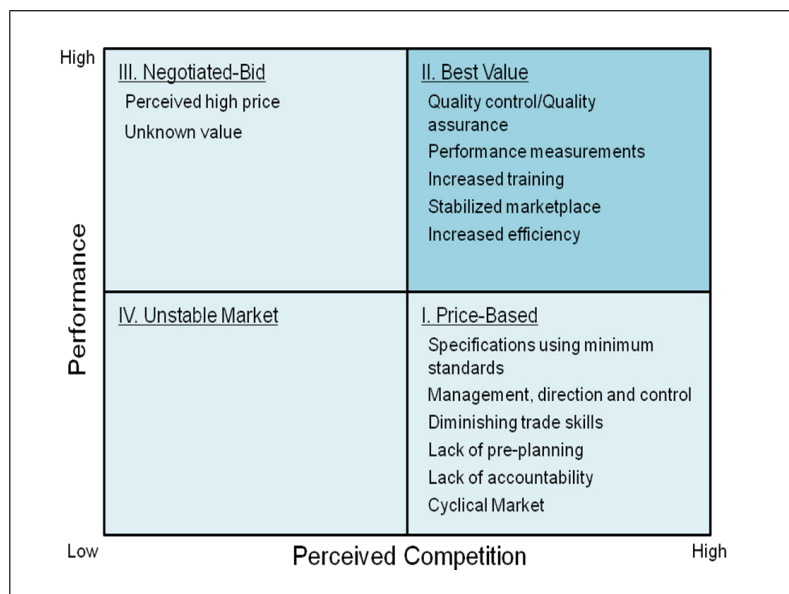 High
III. Negotiated-Bid
Perceived high price
Unknown value
II. Best Value
Quality control/Quality
assurance
Performance measurements
Increased training
Stabilized marketplace
Increased efficiency
Performance
IV. Unstable Market
I. Price-Based
Specifications using minimum
standards
Management, direction and control
Diminishing trade skills
Lack of pre-planning
Lack of accountability
Cyclical Market
Low
Perceived Competition
High